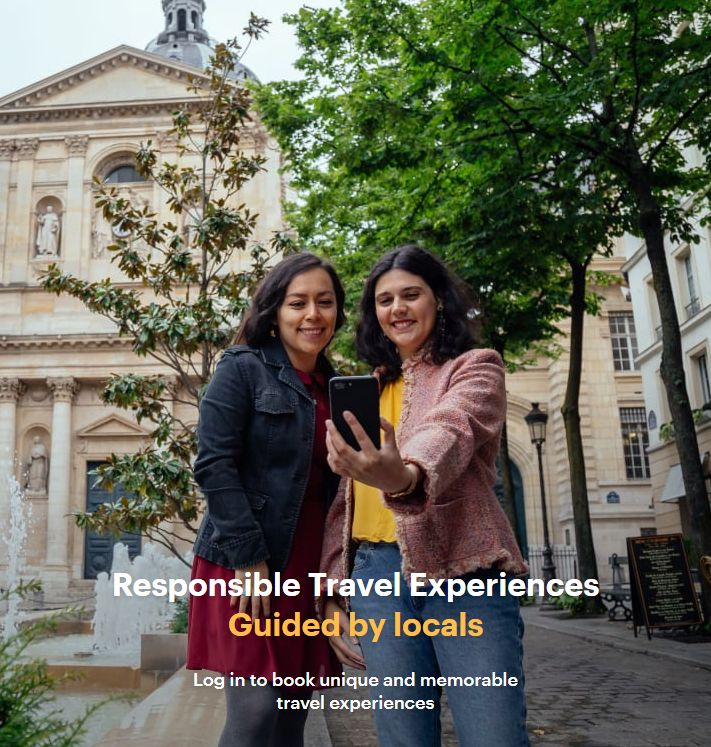 Responsible Travel Experiences
Guided by locals
Log in to book unique and memorable
travel experiences